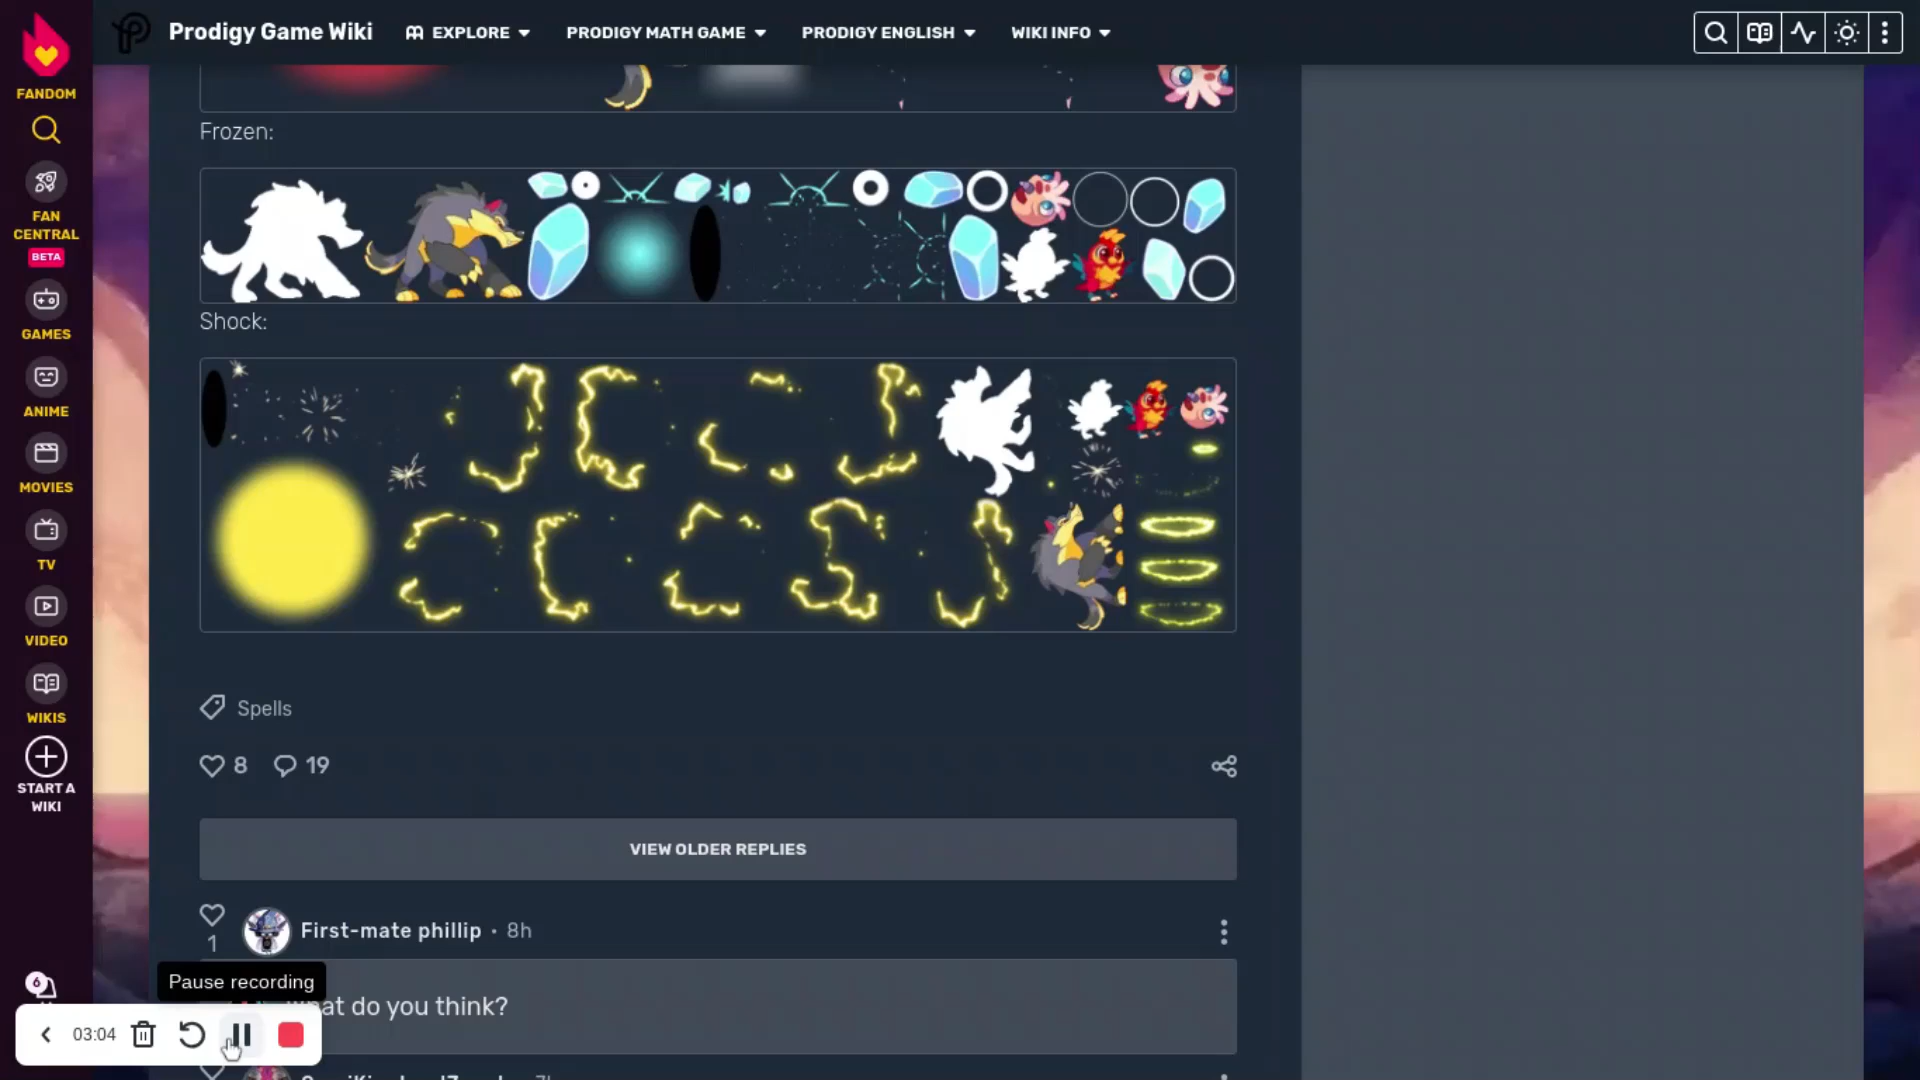 Prodigy Game Wiki
EXPLORE
PRODIGY MATH GAME
PRODIGY ENGLISH
WIKI INFO
FANDOM
FAN
CENTRAL
BETA
GAMES
ANIME
MOVIES
TV
VIDEO
WIKIS
START A
WIKI
6
Frozen:
Shock:
Spells
8
19
VIEW OLDER REPLIES
First-mate phillip • 8h
1
Pause recording
do you think?
03:04